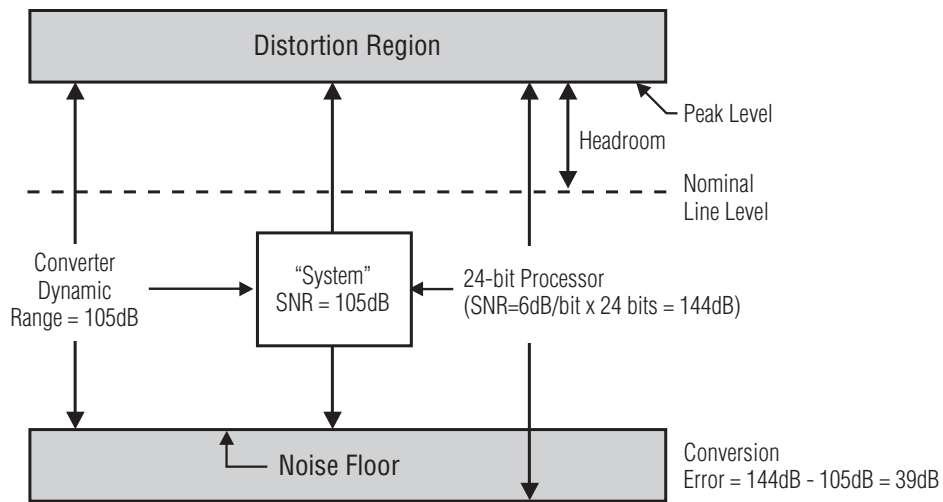 Distortion Region
Peak Level
Headroom
Nominal
Line Level
Converter
Dynamic
Range = 105dB
“System”
SNR = 105dB
24-bit Processor
(SNR=6dB/bit x 24 bits = 144dB)
Noise Floor
Conversion
Error = 144dB - 105dB = 39dB